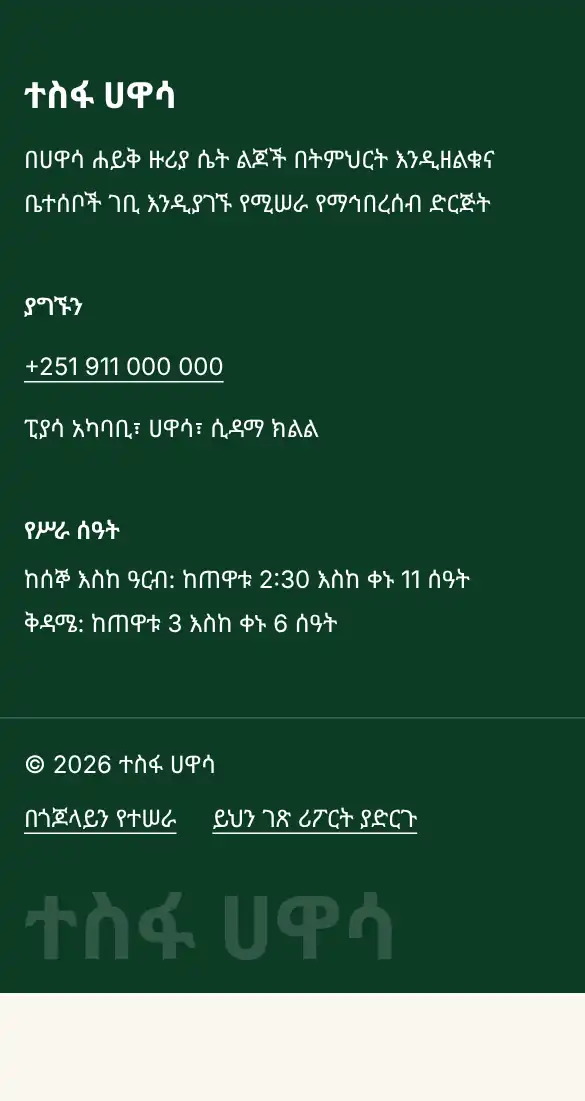 ተስፋ ሀዋሳ
በሀዋሳ ሐይቅ ዙሪያ ሴት ልጆች በትምህርት እንዲዘልቁና
ቤተሰቦች ገቢ እንዲያገኙ የሚሠራ የማኅበረሰብ ድርጅት
ያግኙን
+251 911 000 000
ፒያሳ አካባቢ፣ ሀዋሳ፣ ሲዳማ ክልል
የሥራ ሰዓት
ከሰኞ እስከ ዓርብ: ከጠዋቱ 2:30 እስከ ቀኑ 11 ሰዓት
ቅዳሜ: ከጠዋቱ 3 እስከ ቀኑ 6 ሰዓት
© 2026 ተስፋ ሀዋሳ
በጎጆላይን የተሠራ ይህን ገጽ ሪፖርት ያድርጉ
ተስፋ ሀዋሳ